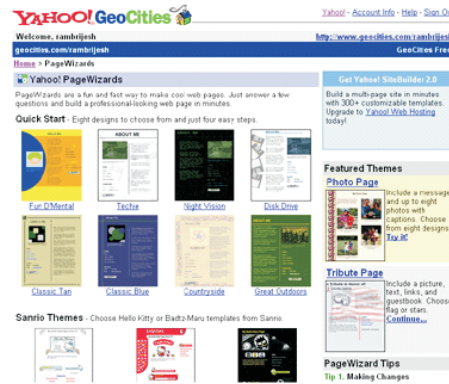 YAHOO! GeoCities
Yahoo! - Account Info - Help - Sign O
Welcome, rambrijesh
http://www.geocities.com/rambrijes
geocities.com/rambrijesh
GeoCities Fre
Home > PageWizards
Yahoo! PageWizards
PageWizards are a fun and fast way to make cool web pages. Just answer a few
questions and build a professional-looking web page in minutes.
Quick Start - Eight designs to choose from and just four easy steps.
ABOUT ME
Fun D'Mental
Techie
Night Vision
Disk Drive
Classic Tan
Classic Blue
Countryside
Great Outdoors
Sanrio Themes - Choose Hello Kitty or Badtz-Maru templates from Sanrio.
Get Yahoo! SiteBuilder 2.0
Build a multi-page site in minutes
with 300+ customizable templates.
Upgrade to Yahoo! Web Hosting
today!
Featured Themes
Photo Page
Include a message
and up to eight
photos with
captions. Choose
from eight designs
Try it!
Tribute Page
Include a picture,
text, links, and
guestbook. Choos
flag or stars.
Continue...
PageWizard Tips
Tip 1. Making Changes